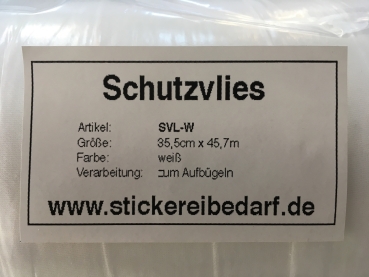 Schutzvlies
Artikel: SVL-W
Größe: 35,5cm x 45,7m
Farbe: weiß
Verarbeitung: zum Aufbügeln
www.stickereibedarf.de